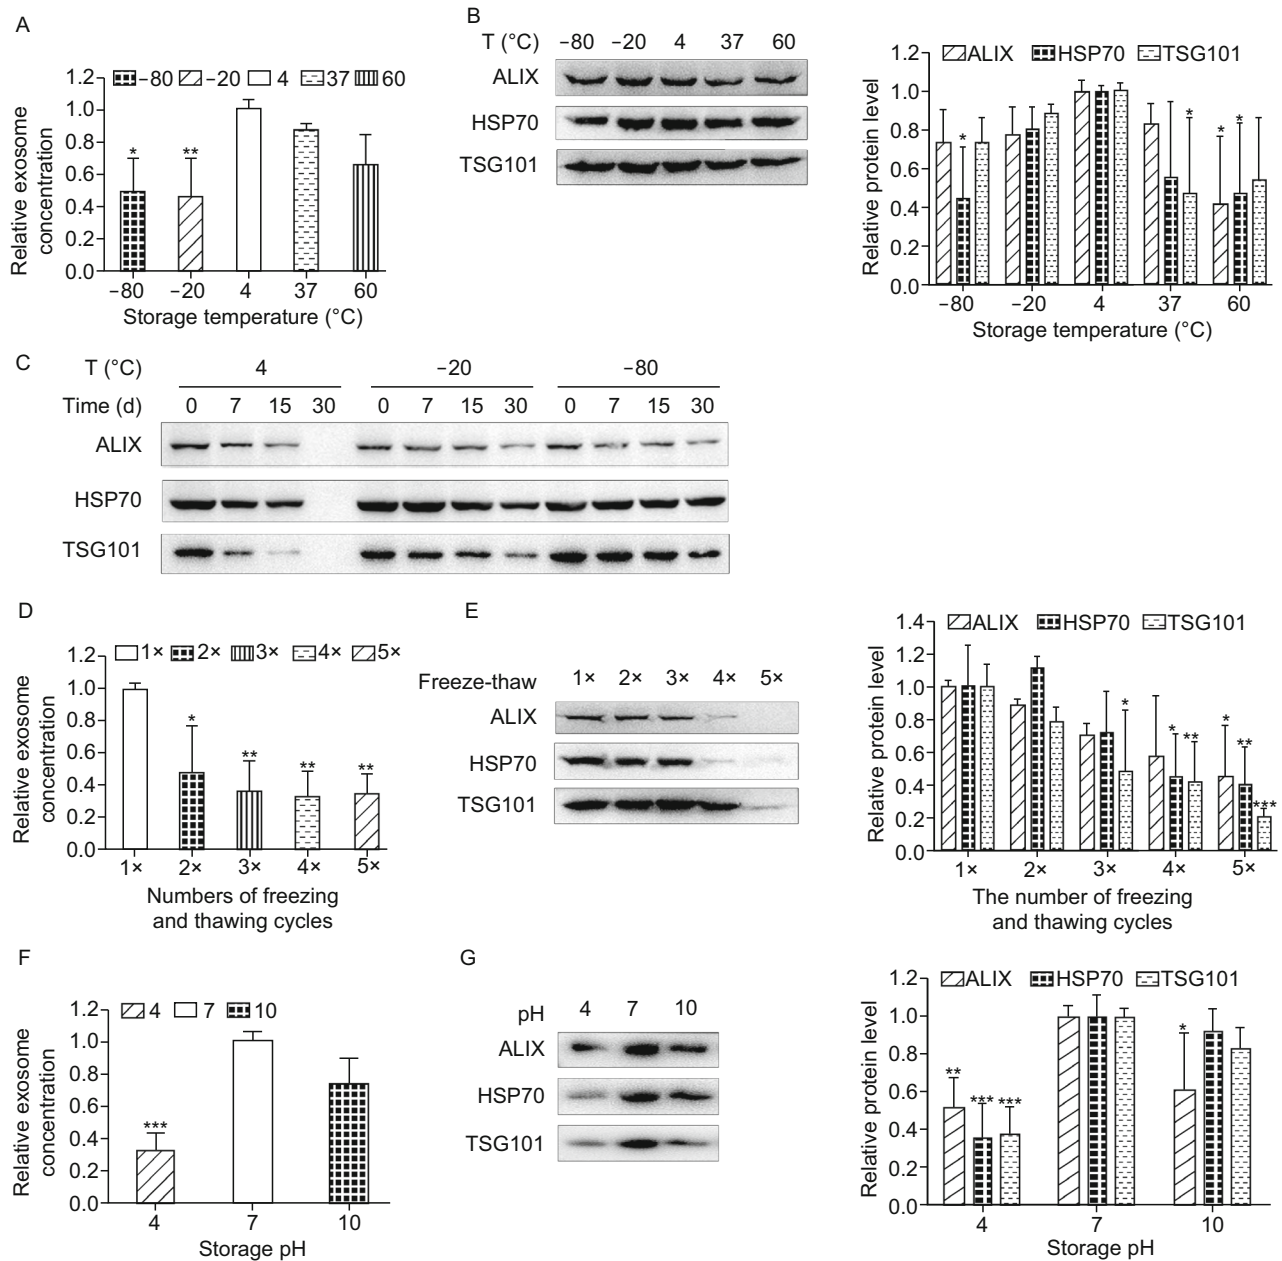 A
1.2
1.0
0.8
0.6
0.4
0.2
0.0
Relative exosome
concentration
−80 −20 4 37 60
* **
−80 −20 4 37 60
Storage temperature (°C)
B
T (°C) −80 −20 4 37 60
ALIX
HSP70
TSG101
1.2
1.0
0.8
0.6
0.4
0.2
0.0
Relative protein level
ALIX HSP70 TSG101
* * * *
−80 −20 4 37 60
Storage temperature (°C)
C
T (°C) 4 −20 −80
Time (d) 0 7 15 30 0 7 15 30 0 7 15 30
ALIX
HSP70
TSG101
D
1.2
1.0
0.8
0.6
0.4
0.2
0.0
Relative exosome
concentration
1× 2× 3× 4× 5×
* ** ** **
1× 2× 3× 4× 5×
Numbers of freezing
and thawing cycles
E
Freeze-thaw 1× 2× 3× 4× 5×
ALIX
HSP70
TSG101
1.4
1.2
1.0
0.8
0.6
0.4
0.2
0.0
Relative protein level
ALIX HSP70 TSG101
* * ** * ** ***
1× 2× 3× 4× 5×
The number of freezing
and thawing cycles
F
1.2
1.0
0.8
0.6
0.4
0.2
0.0
Relative exosome
concentration
4 7 10
***
4 7 10
Storage pH
G
pH 4 7 10
ALIX
HSP70
TSG101
1.2
1.0
0.8
0.6
0.4
0.2
0.0
Relative protein level
ALIX HSP70 TSG101
** *** *** *
4 7 10
Storage pH